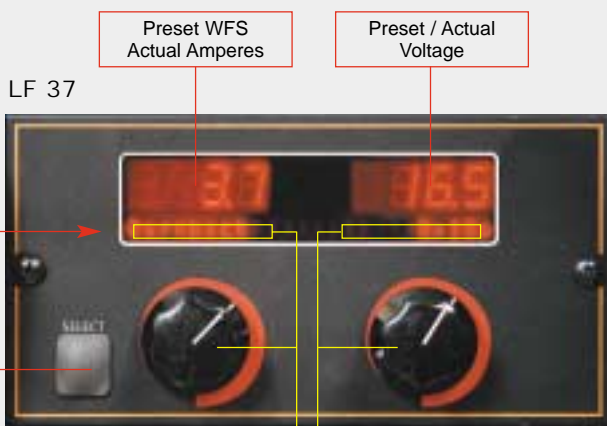 Preset WFS
Actual Amperes
Preset / Actual
Voltage
LF 37
3.7
16.5
SELECT